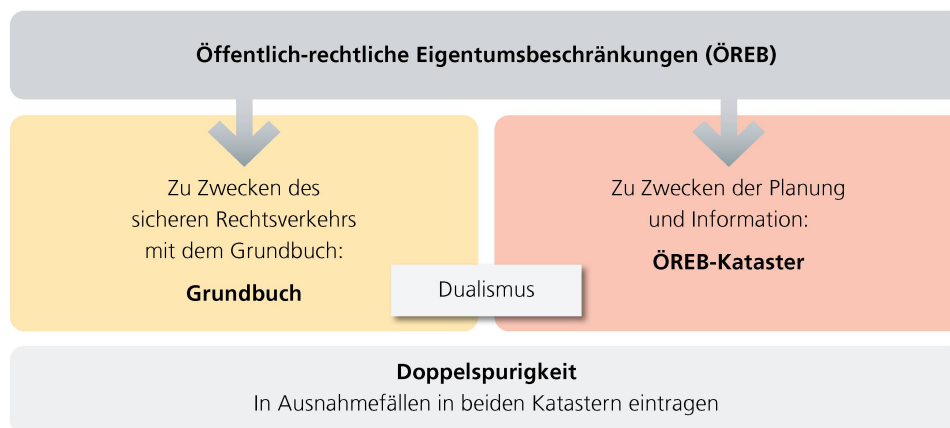 Öffentlich-rechtliche Eigentumsbeschränkungen (ÖREB)
Zu Zwecken des
sicheren Rechtsverkehrs
mit dem Grundbuch:
Grundbuch
Zu Zwecken der Planung
und Information:
ÖREB-Kataster
Dualismus
Doppelspurigkeit
In Ausnahmefällen in beiden Katastern eintragen